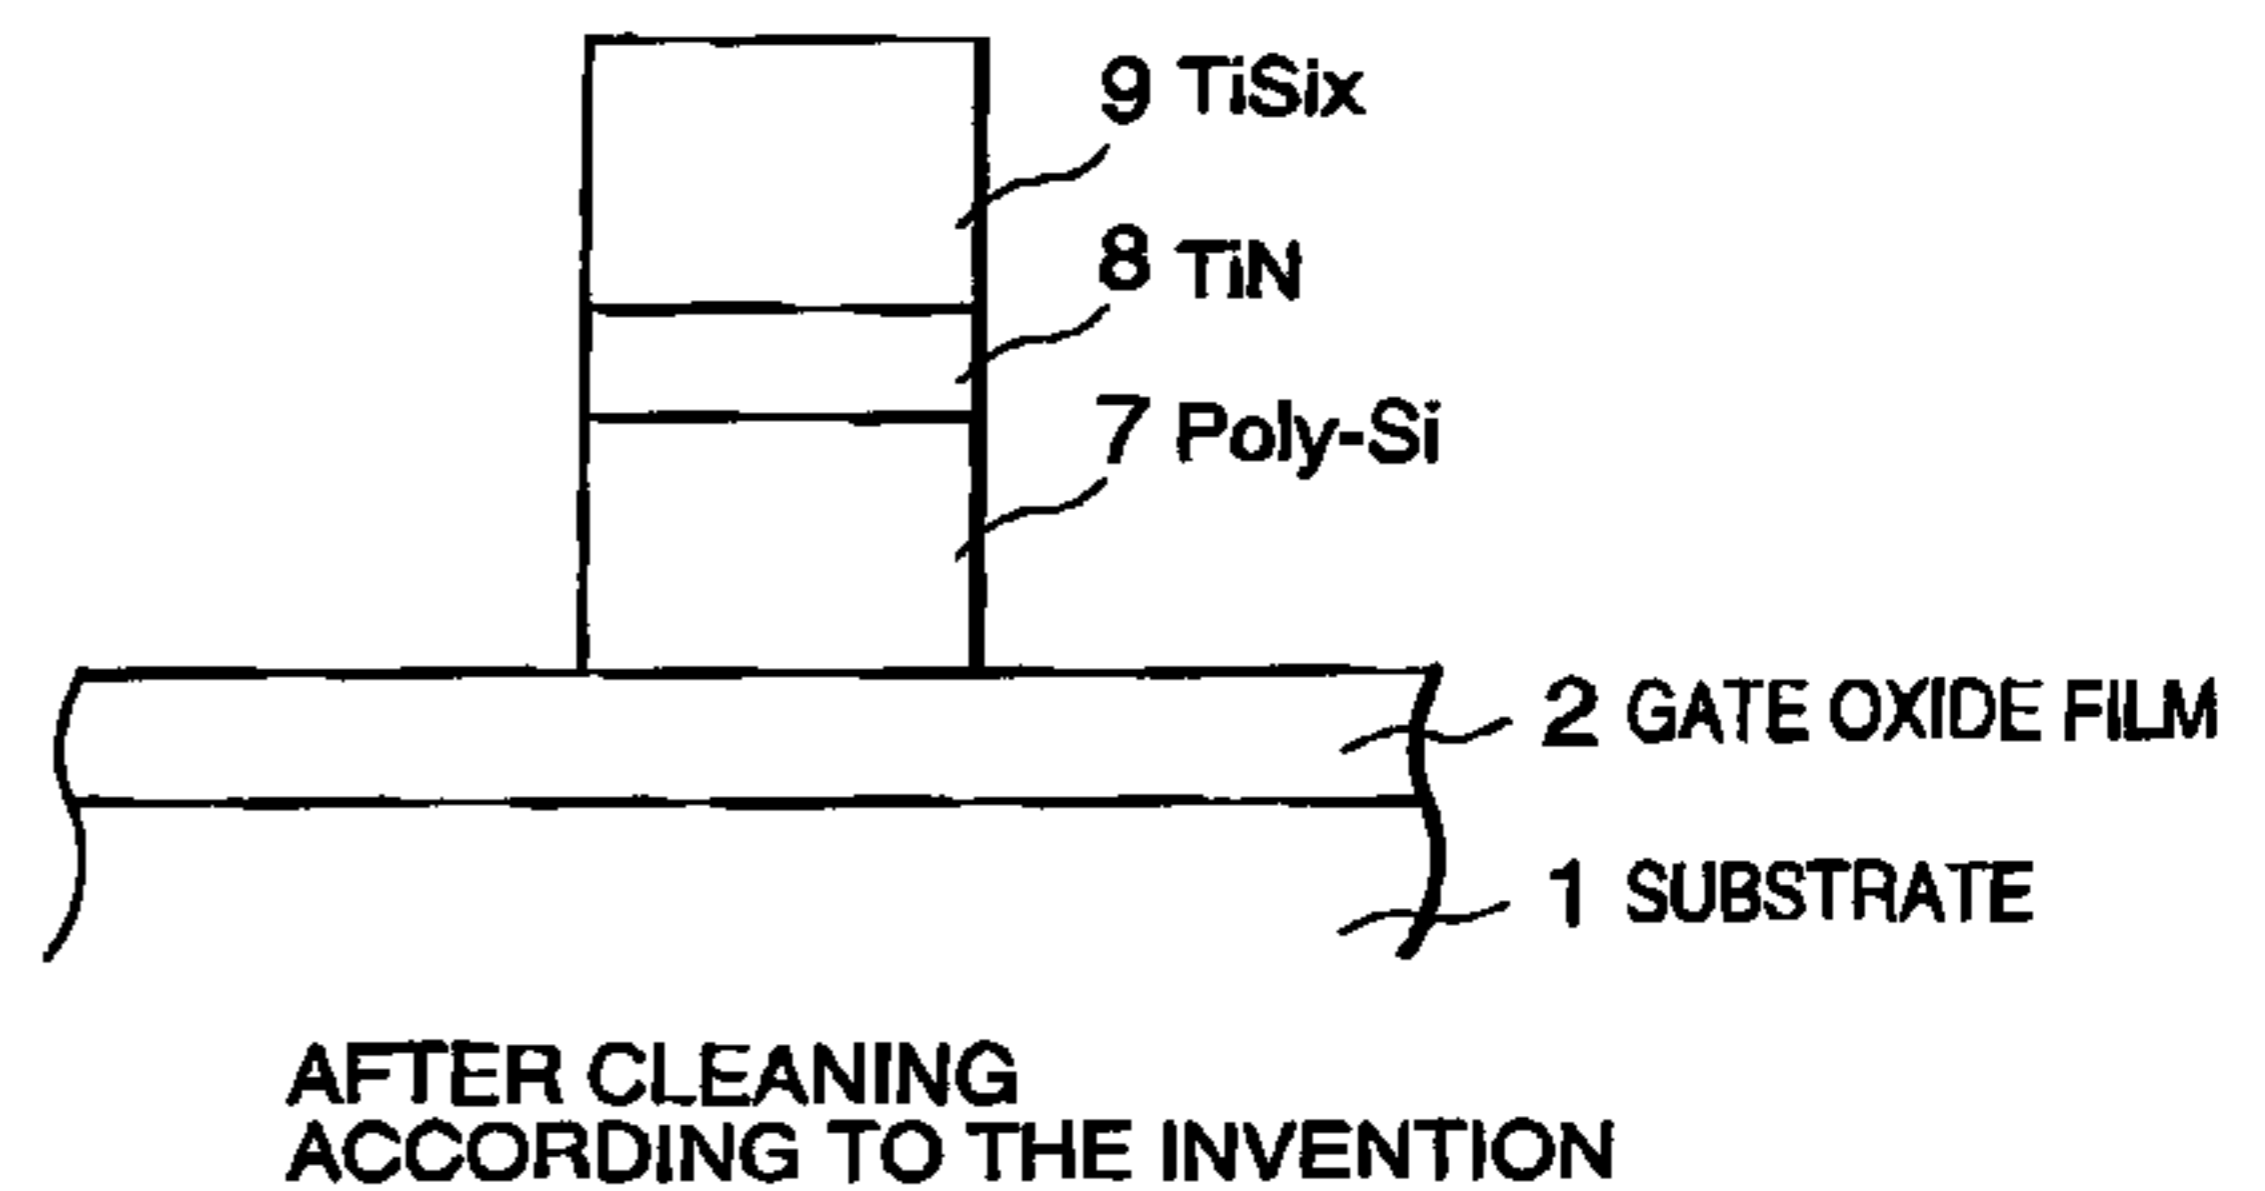 9 TiSix
8 TiN
7 Poly-Si
2 GATE OXIDE FILM
1 SUBSTRATE
AFTER CLEANING
ACCORDING TO THE INVENTION